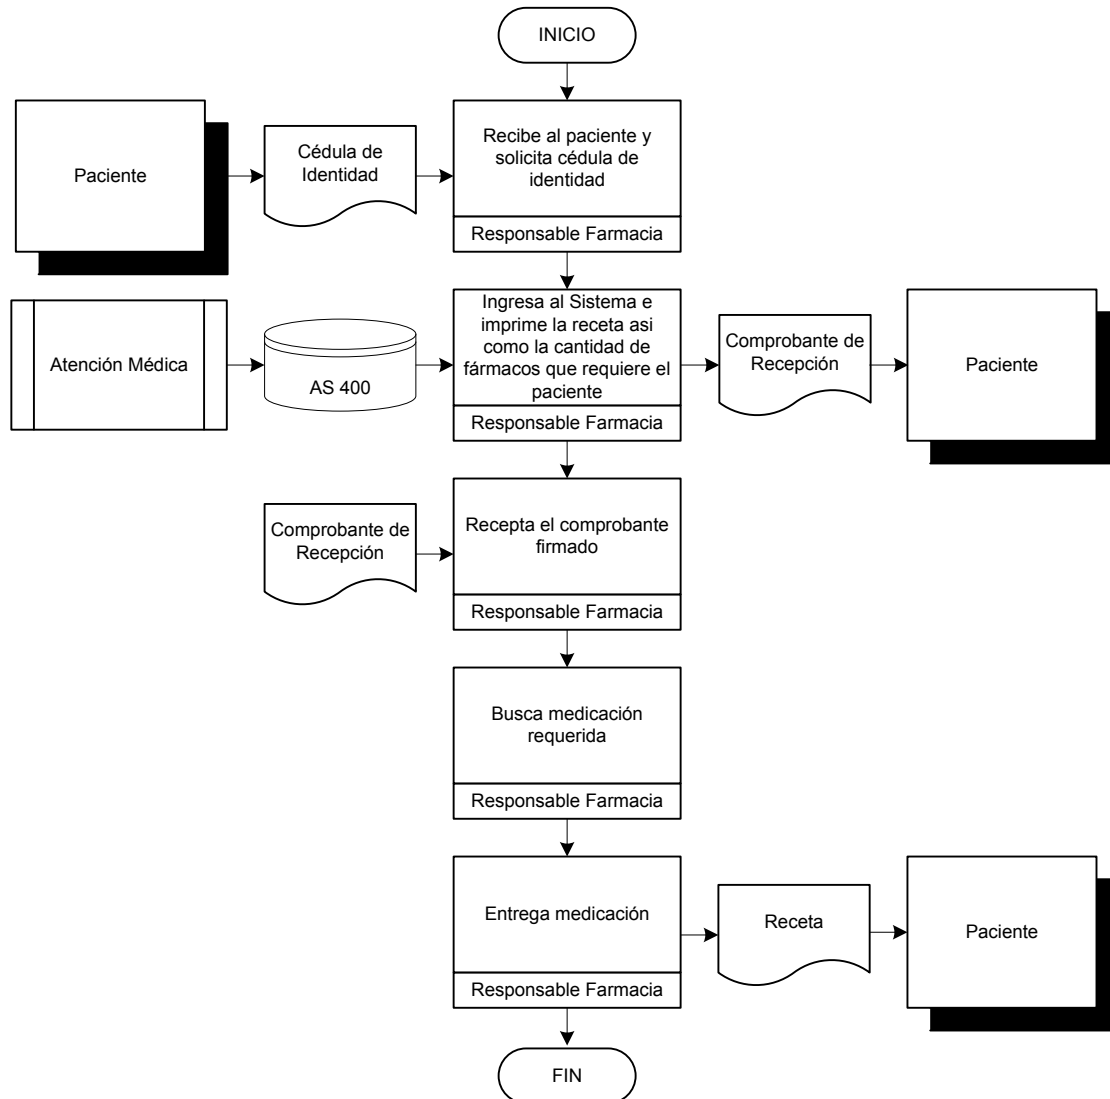 INICIO
Paciente
Cédula de
Identidad
Recibe al paciente y
solicita cédula de
identidad
Responsable Farmacia
Atención Médica
AS 400
Ingresa al Sistema e
imprime la receta asi
como la cantidad de
fármacos que requiere el
paciente
Responsable Farmacia
Comprobante de
Recepción
Paciente
Comprobante de
Recepción
Recepta el comprobante
firmado
Responsable Farmacia
Busca medicación
requerida
Responsable Farmacia
Entrega medicación
Responsable Farmacia
Receta
Paciente
FIN